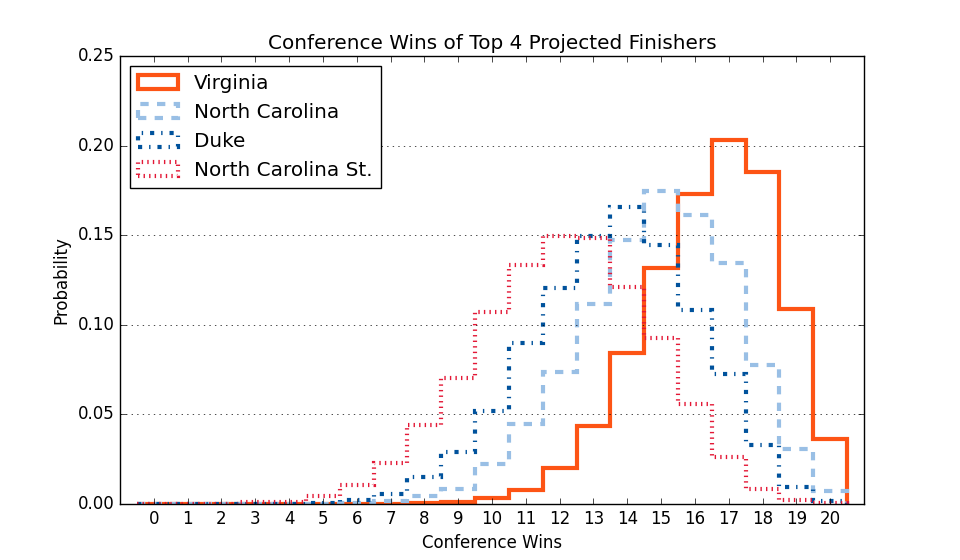 Conference Wins of Top 4 Projected Finishers
0.25
0.20
0.15
0.10
0.05
0.00
Probability
Virginia
North Carolina
Duke
North Carolina St.
0 1 2 3 4 5 6 7 8 9 10 11 12 13 14 15 16 17 18 19 20
Conference Wins